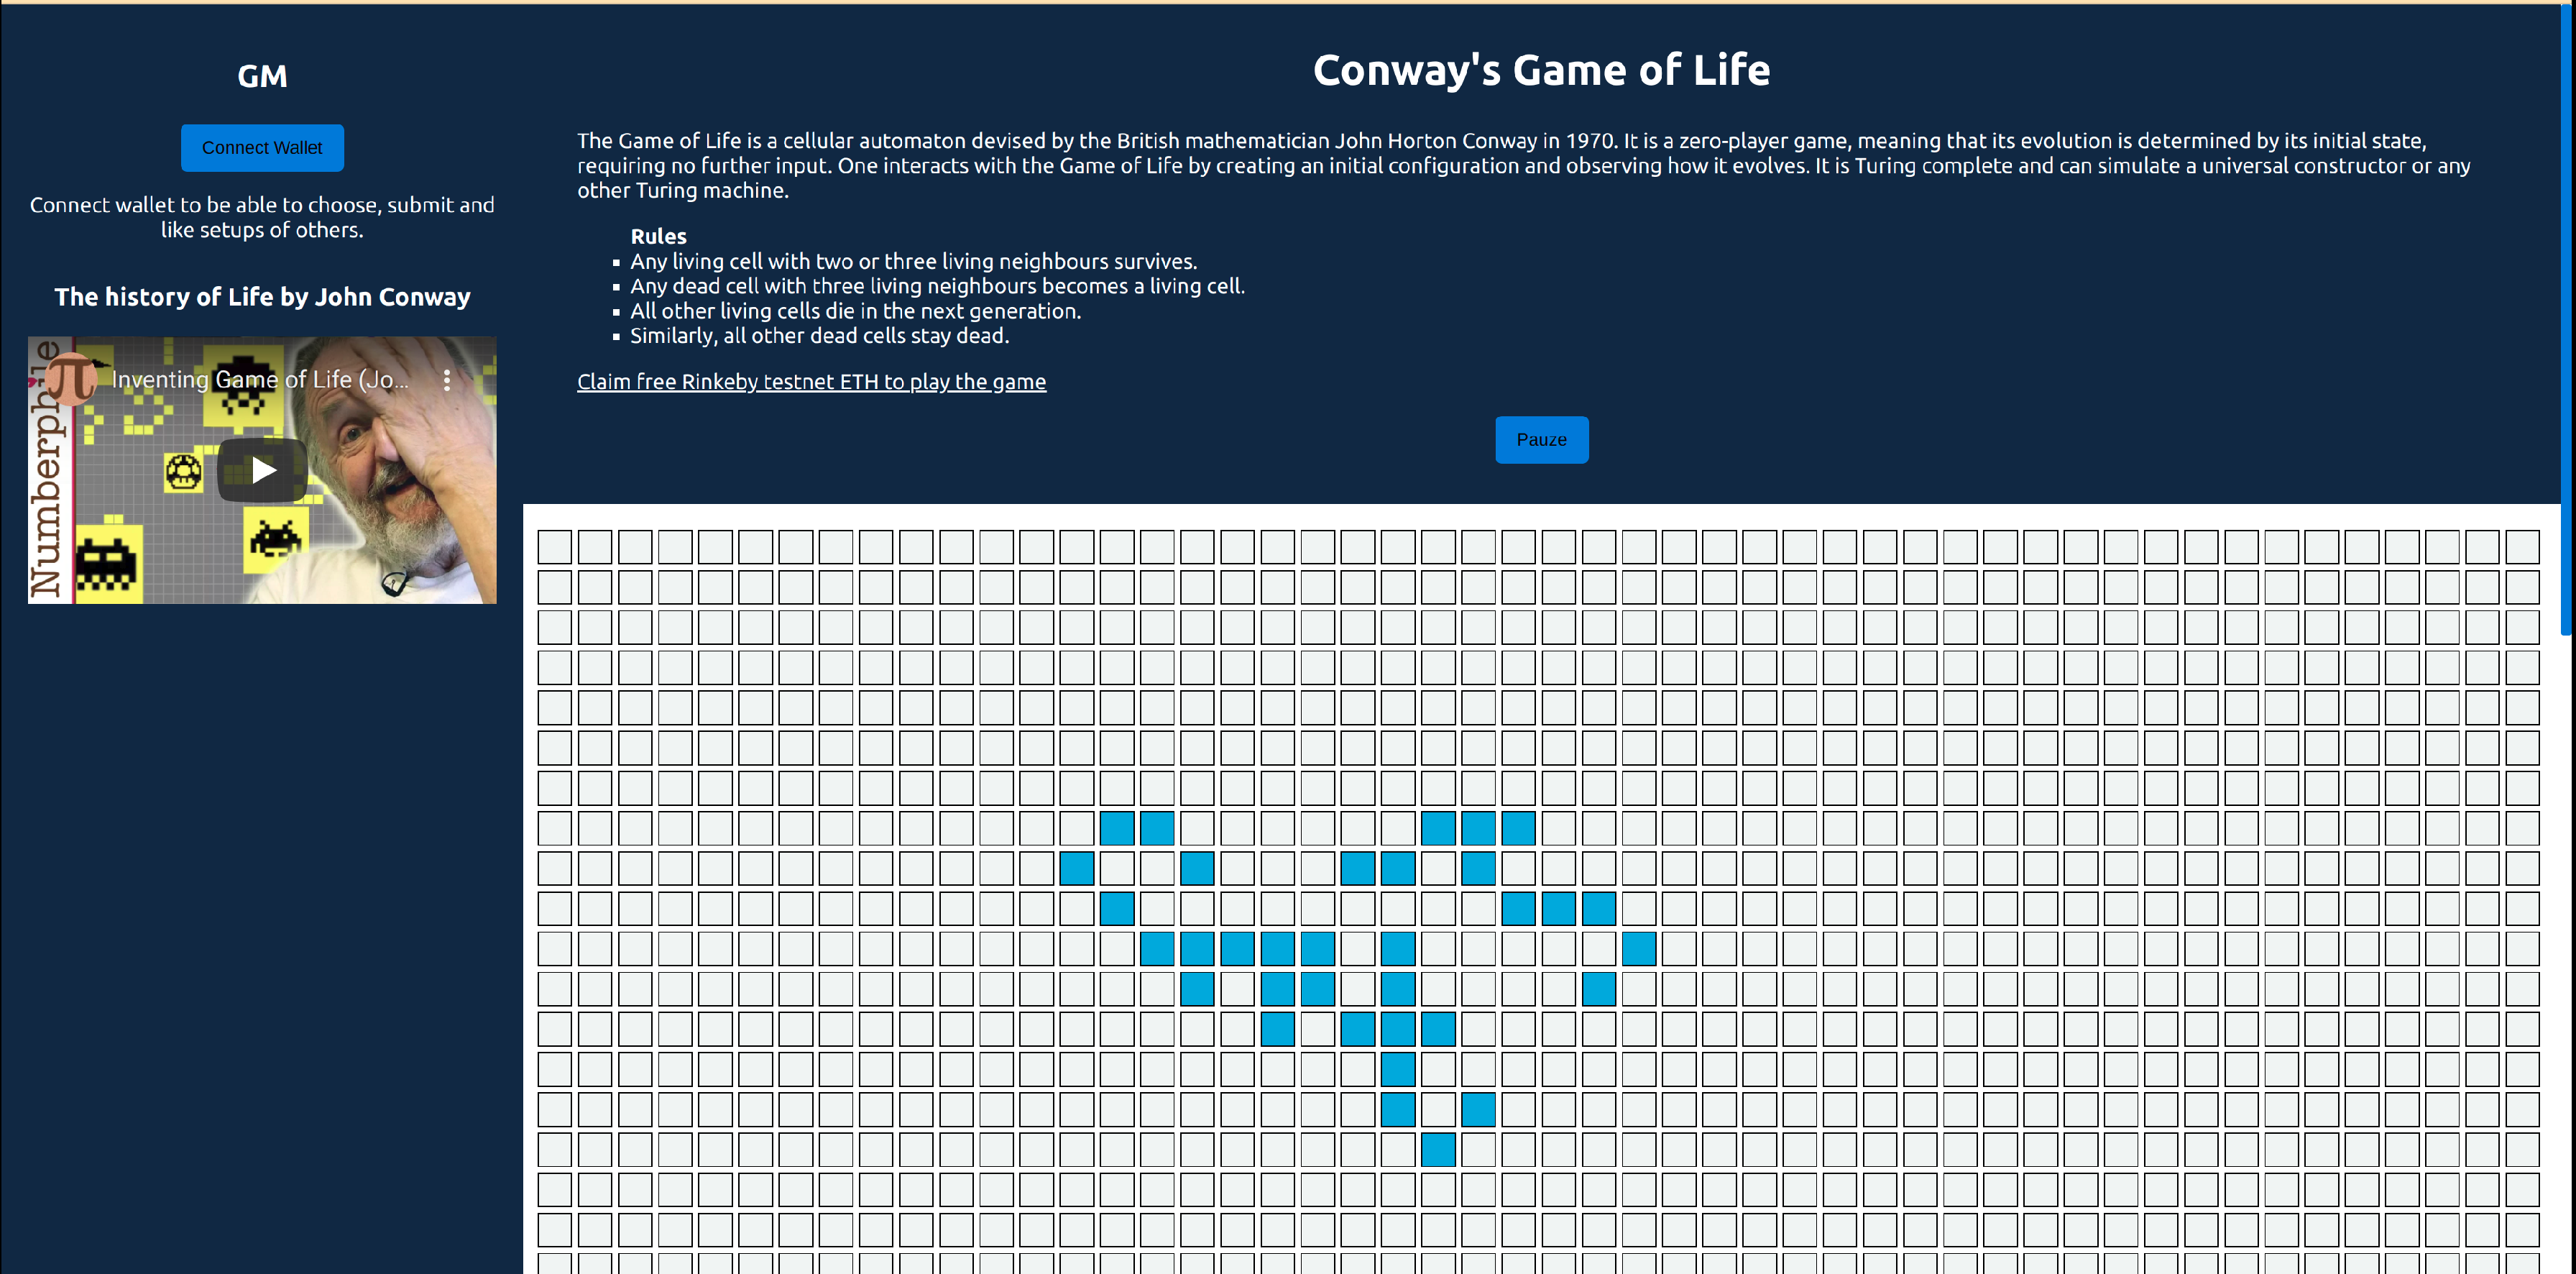 GM
Connect Wallet
Connect wallet to be able to choose, submit and
like setups of others.
The history of Life by John Conway
Inventing Game of Life (Jo...
Numberphile
Conway's Game of Life
The Game of Life is a cellular automaton devised by the British mathematician John Horton Conway in 1970. It is a zero-player game, meaning that its evolution is determined by its initial state,
requiring no further input. One interacts with the Game of Life by creating an initial configuration and observing how it evolves. It is Turing complete and can simulate a universal constructor or any
other Turing machine.
Rules
Any living cell with two or three living neighbours survives.
Any dead cell with three living neighbours becomes a living cell.
All other living cells die in the next generation.
Similarly, all other dead cells stay dead.
Claim free Rinkeby testnet ETH to play the game
Pauze